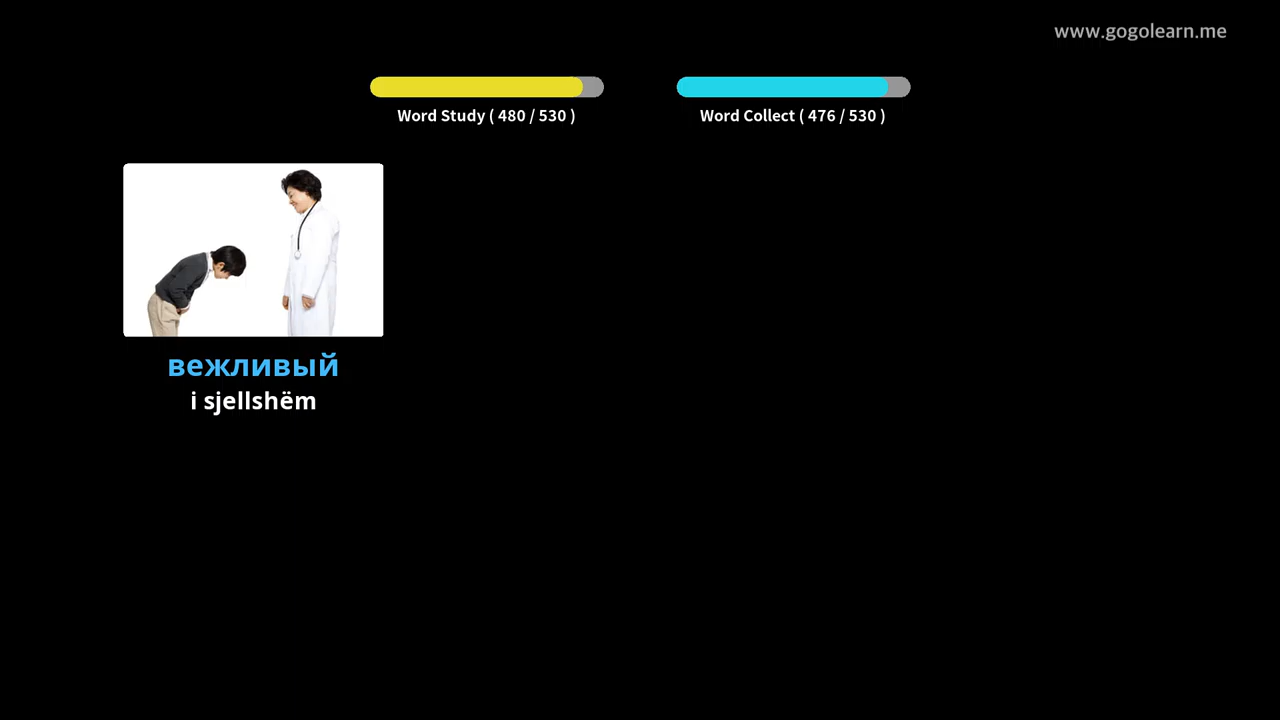 www.gogolearn.me
Word Study ( 480 / 530 )
Word Collect ( 476 / 530 )
вежливый
i sjellshëm